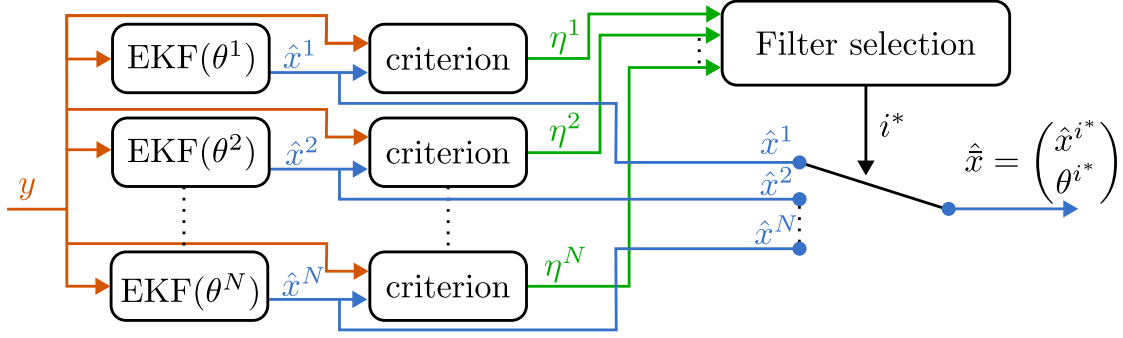 EKF(θ¹)
x̂¹
criterion
η¹
Filter selection
i*
EKF(θ²)
x̂²
criterion
η²
x̂¹
x̂²
x̂ᴺ
x̄̂ = (x̂^{i*} θ^{i*})
y
EKF(θᴺ)
x̂ᴺ
criterion
ηᴺ